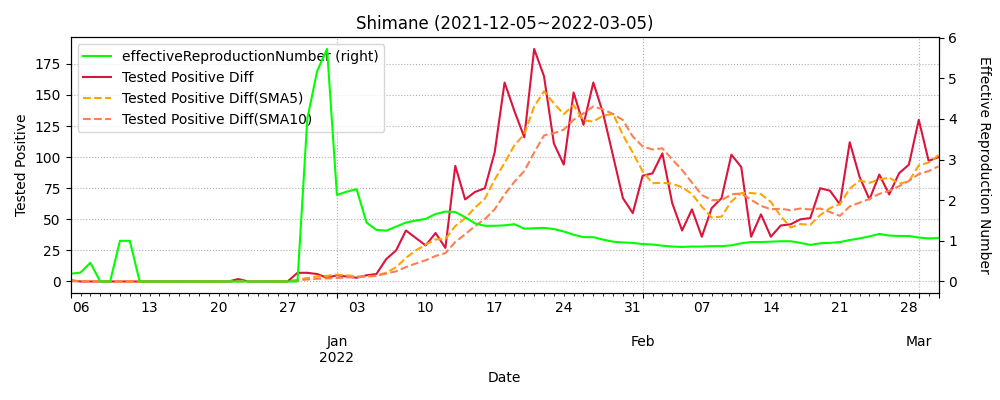 Shimane (2021-12-05~2022-03-05)
effectiveReproductionNumber (right)
Tested Positive Diff
Tested Positive Diff(SMA5)
Tested Positive Diff(SMA10)
Tested Positive
175
150
125
100
75
50
25
0
6
5
4
3
2
1
0
Effective Reproduction Number
06 13 20 27 03 10 17 24 31 07 14 21 28
Jan Feb Mar
2022
Date